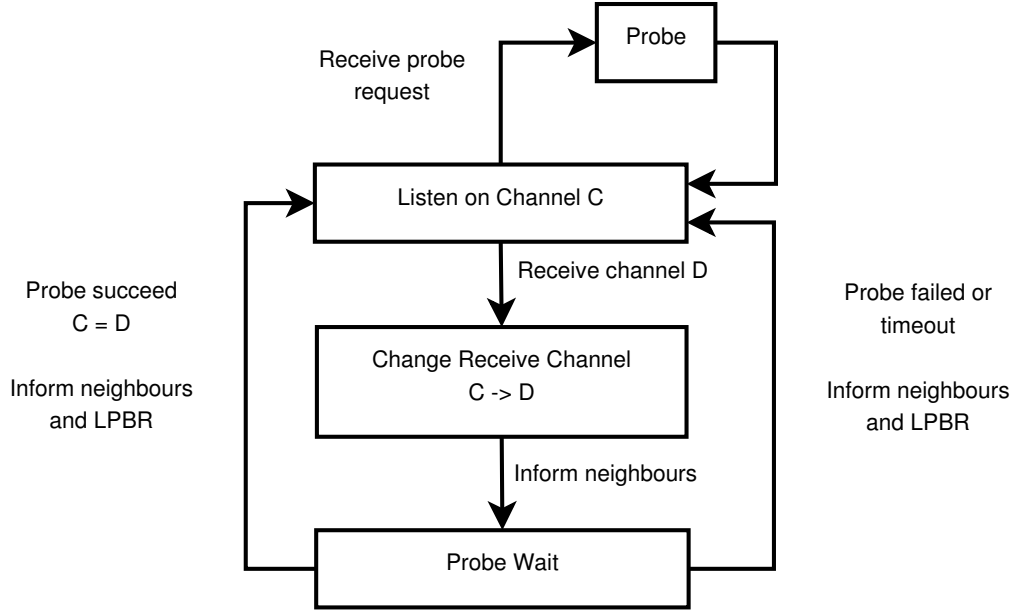 Probe
Receive probe
request
Listen on Channel C
Receive channel D
Probe succeed
C = D
Inform neighbours
and LPBR
Change Receive Channel
C -> D
Probe failed or
timeout
Inform neighbours
and LPBR
Inform neighbours
Probe Wait